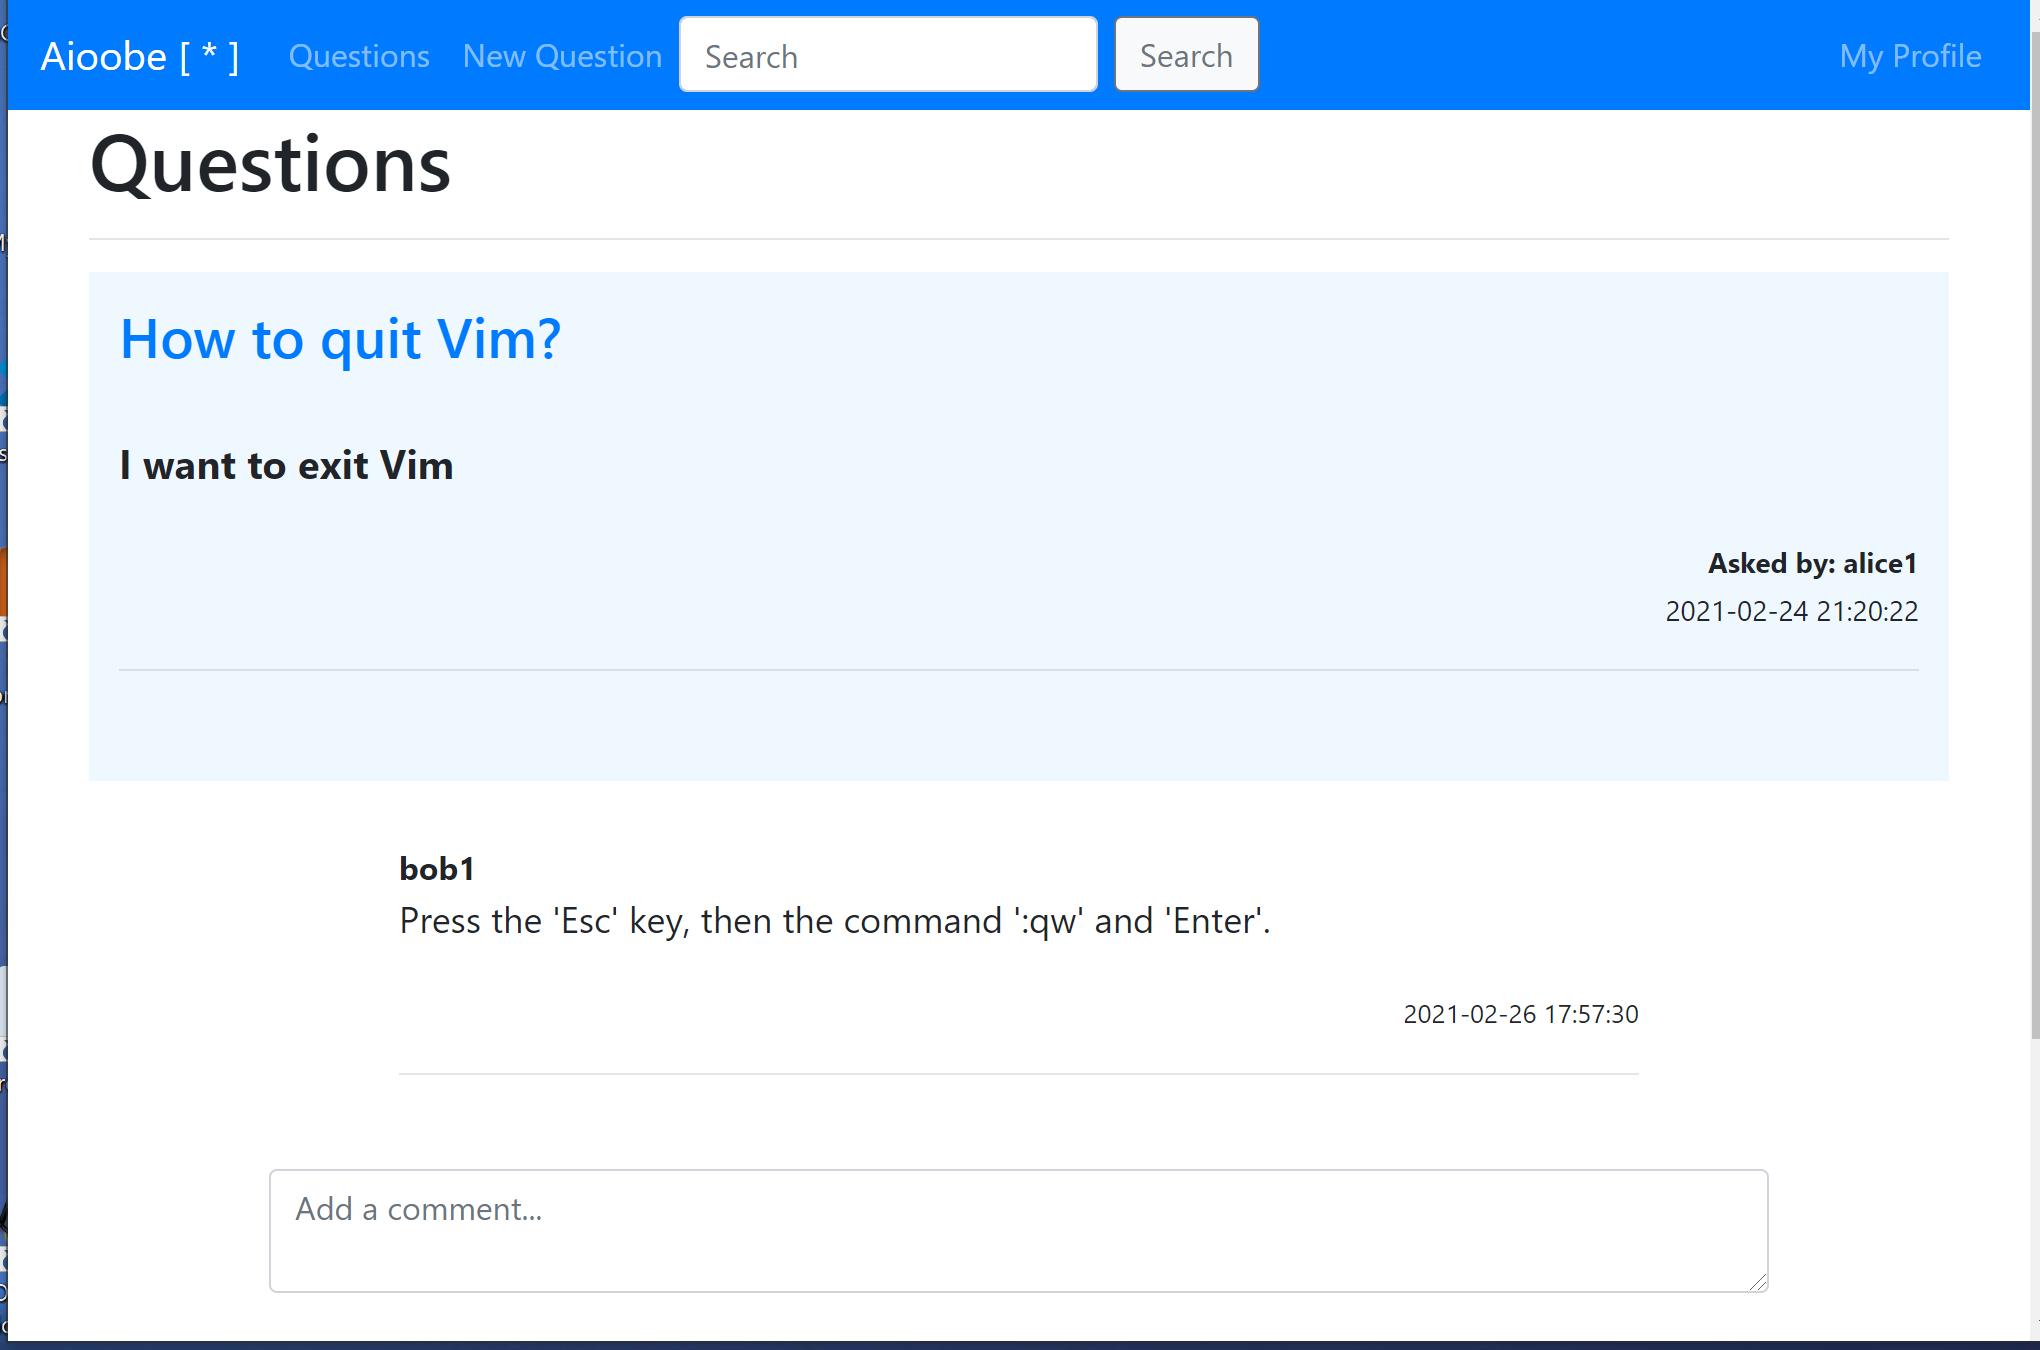 Aioobe [ * ] Questions New Question Search Search My Profile
Questions
How to quit Vim?
I want to exit Vim
Asked by: alice1
2021-02-24 21:20:22
bob1
Press the 'Esc' key, then the command ':qw' and 'Enter'.
2021-02-26 17:57:30
Add a comment...